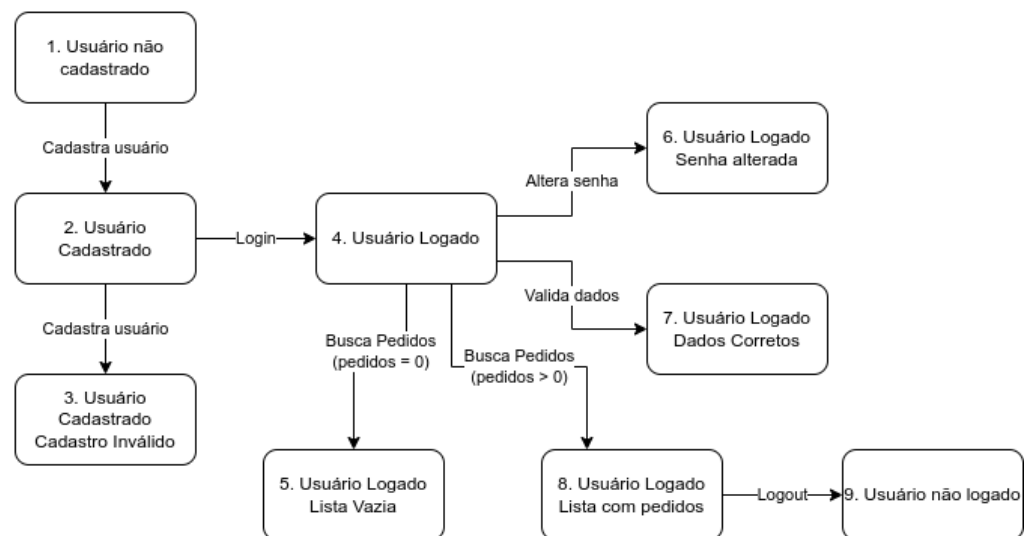 1. Usuário não
cadastrado
Cadastra usuário
2. Usuário
Cadastrado
Login
4. Usuário Logado
Altera senha
6. Usuário Logado
Senha alterada
Valida dados
7. Usuário Logado
Dados Corretos
Cadastra usuário
3. Usuário
Cadastrado
Cadastro Inválido
Busca Pedidos
(pedidos = 0)
Busca Pedidos
(pedidos > 0)
5. Usuário Logado
Lista Vazia
8. Usuário Logado
Lista com pedidos
Logout
9. Usuário não logado